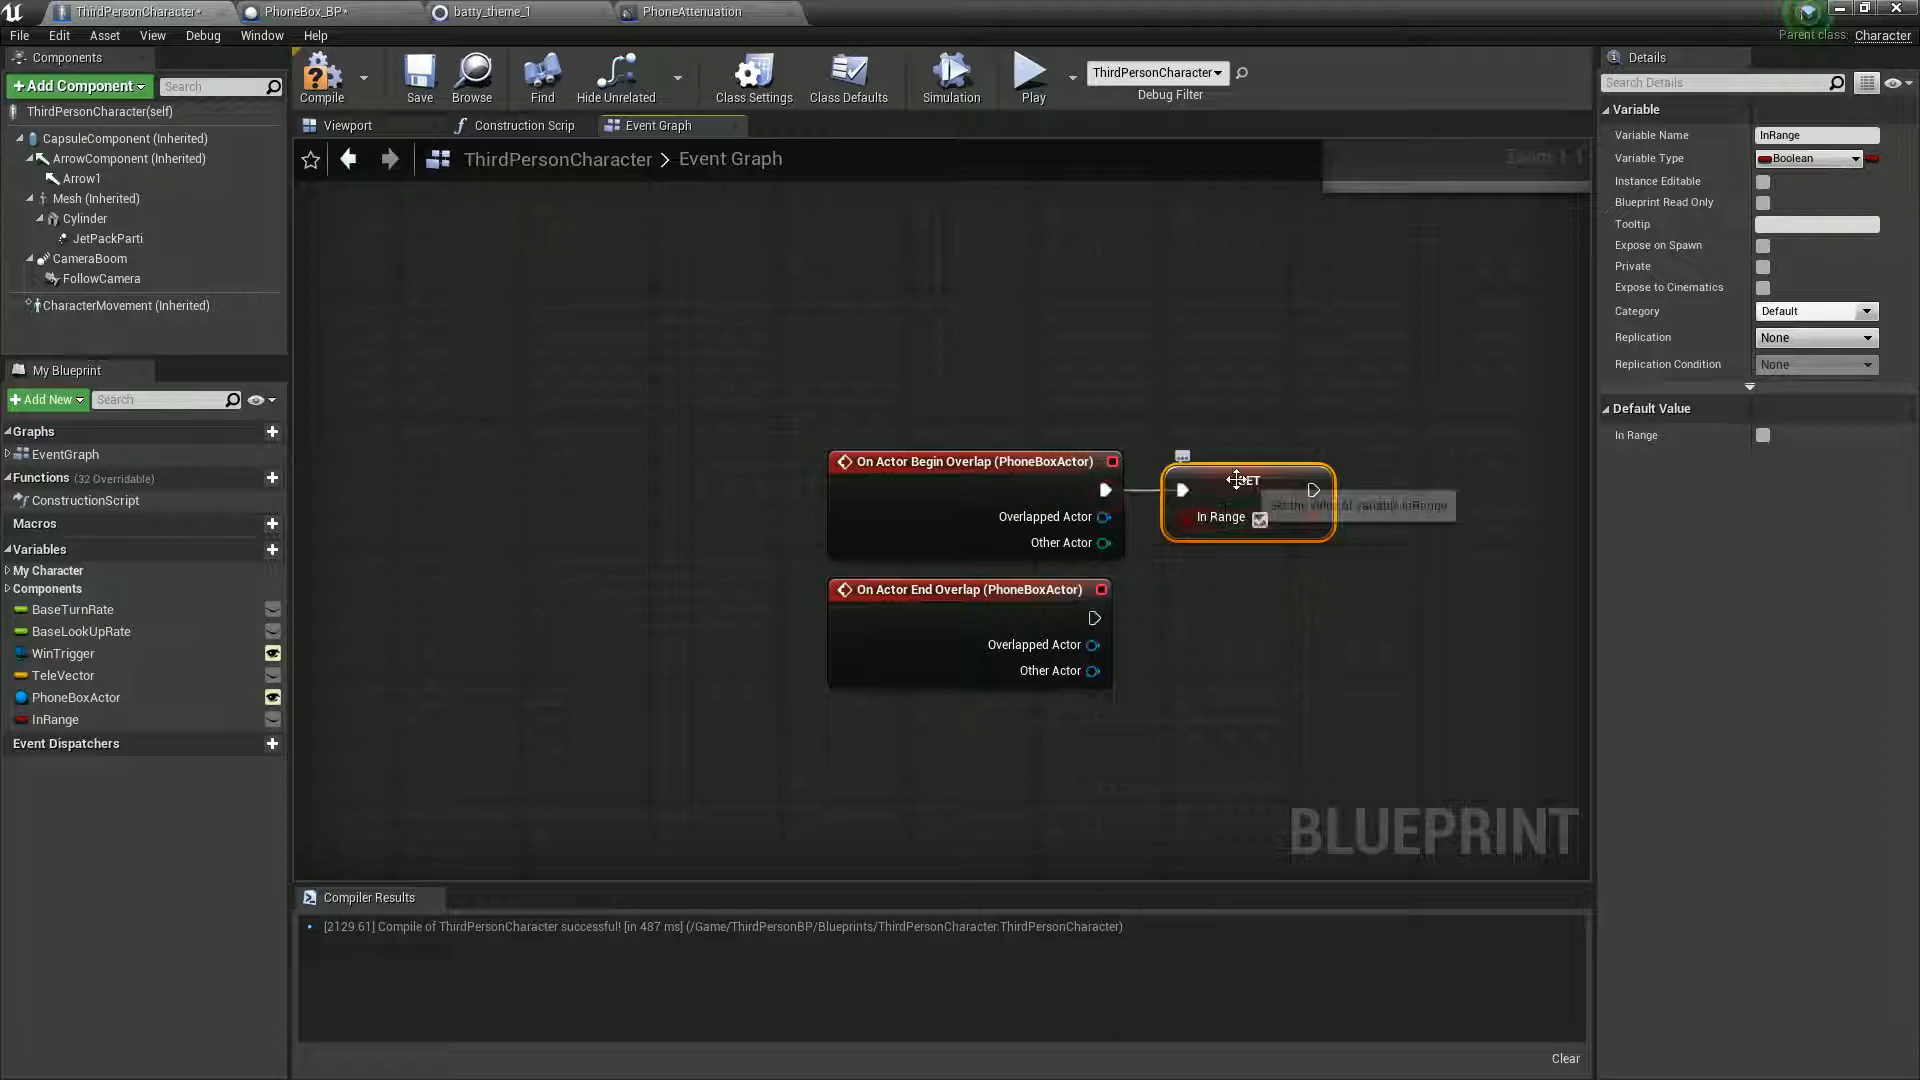 ThirdPersonCharacter*
PhoneBox_BP*
batty_theme_1
PhoneAttenuation
File
Edit
Asset
View
Debug
Window
Help
Parent class: Character
Components
+Add Component
Search
ThirdPersonCharacter(self)
CapsuleComponent (Inherited)
ArrowComponent (Inherited)
Arrow1
Mesh (Inherited)
Cylinder
JetPackParti
CameraBoom
FollowCamera
CharacterMovement (Inherited)
My Blueprint
+Add New
Search
Graphs
EventGraph
Functions (32 Overridable)
ConstructionScript
Macros
Variables
My Character
Components
BaseTurnRate
BaseLookUpRate
WinTrigger
TeleVector
PhoneBoxActor
InRange
Event Dispatchers
Compile
Save
Browse
Find
Hide Unrelated
Class Settings
Class Defaults
Simulation
Play
ThirdPersonCharacter
Debug Filter
Viewport
Construction Scrip
Event Graph
ThirdPersonCharacter > Event Graph
On Actor Begin Overlap (PhoneBoxActor)
Overlapped Actor
Other Actor
In Range
On Actor End Overlap (PhoneBoxActor)
Overlapped Actor
Other Actor
BLUEPRINT
Compiler Results
[2129.61] Compile of ThirdPersonCharacter successful! [in 487 ms] (/Game/ThirdPersonBP/Blueprints/ThirdPersonCharacter.ThirdPersonCharacter)
Clear
Details
Search Details
Variable
Variable Name
InRange
Variable Type
Boolean
Instance Editable
Blueprint Read Only
Tooltip
Expose on Spawn
Private
Expose to Cinematics
Category
Default
Replication
None
Replication Condition
None
Default Value
In Range